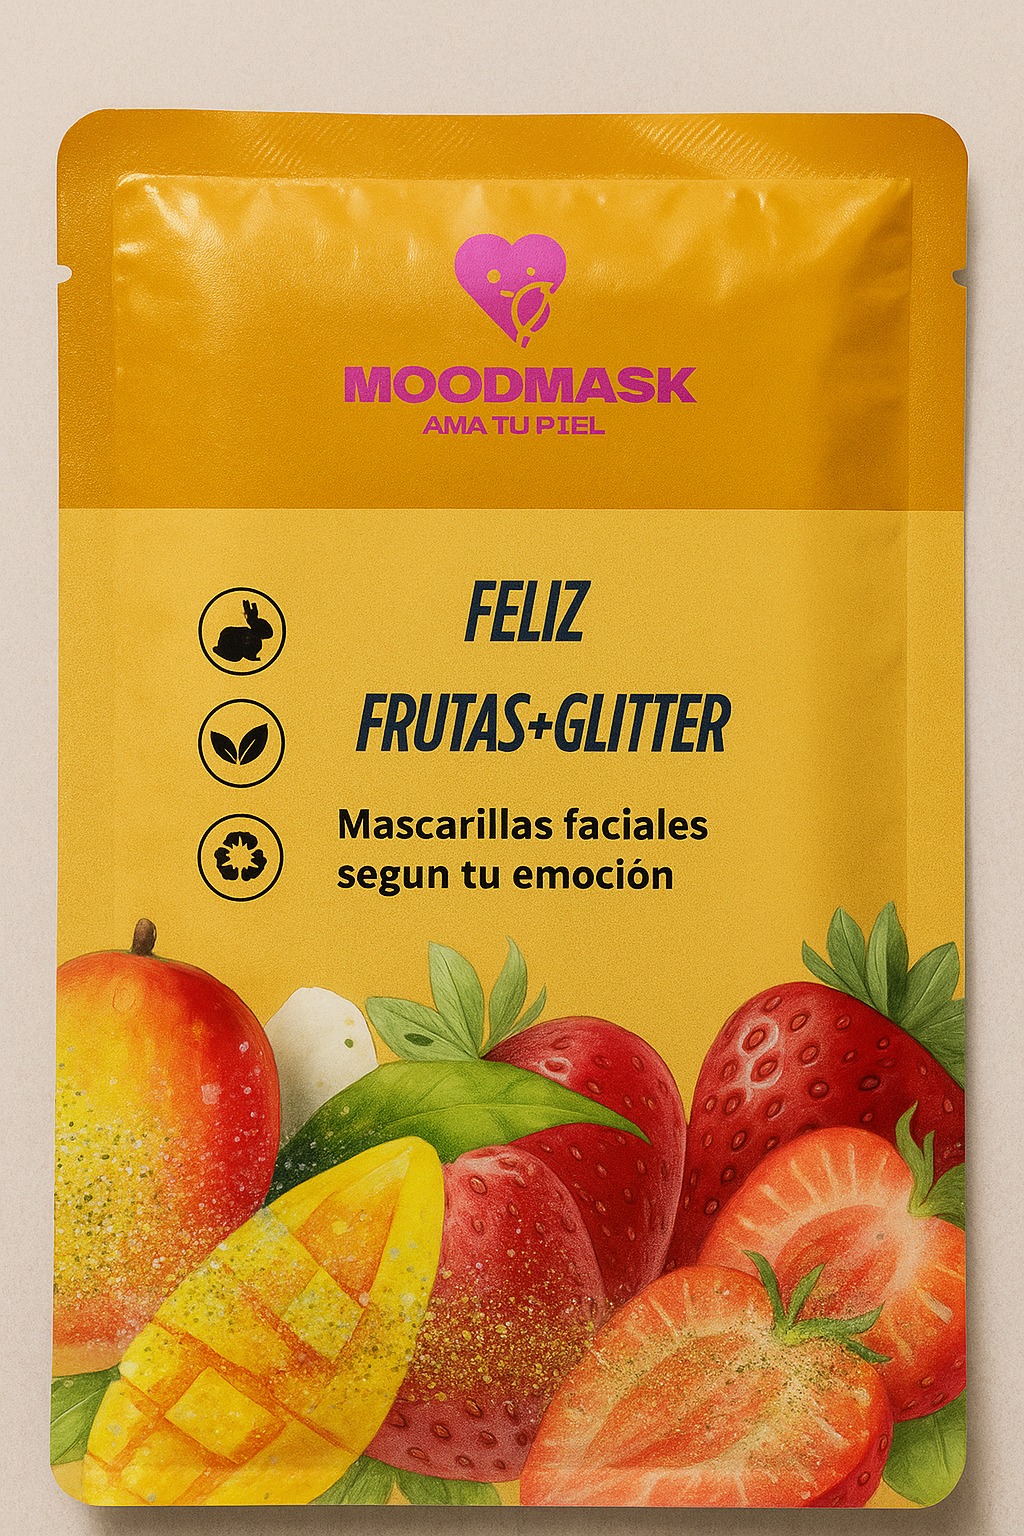 MOODMASK
AMA TU PIEL
FELIZ
FRUTAS+GLITTER
Mascarillas faciales
segun tu emoción